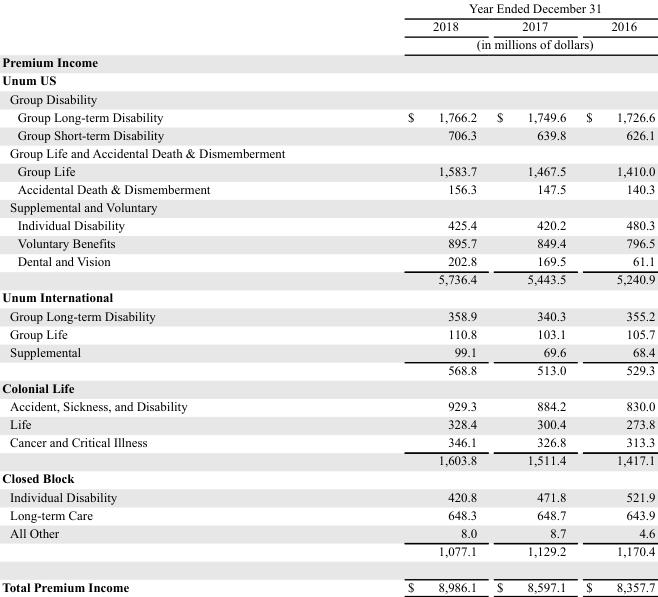 Year Ended December 31
2018 2017 2016
(in millions of dollars)
Premium Income
Unum US
Group Disability
Group Long-term Disability $ 1,766.2 $ 1,749.6 $ 1,726.6
Group Short-term Disability 706.3 639.8 626.1
Group Life and Accidental Death & Dismemberment
Group Life 1,583.7 1,467.5 1,410.0
Accidental Death & Dismemberment 156.3 147.5 140.3
Supplemental and Voluntary
Individual Disability 425.4 420.2 480.3
Voluntary Benefits 895.7 849.4 796.5
Dental and Vision 202.8 169.5 61.1
5,736.4 5,443.5 5,240.9
Unum International
Group Long-term Disability 358.9 340.3 355.2
Group Life 110.8 103.1 105.7
Supplemental 99.1 69.6 68.4
568.8 513.0 529.3
Colonial Life
Accident, Sickness, and Disability 929.3 884.2 830.0
Life 328.4 300.4 273.8
Cancer and Critical Illness 346.1 326.8 313.3
1,603.8 1,511.4 1,417.1
Closed Block
Individual Disability 420.8 471.8 521.9
Long-term Care 648.3 648.7 643.9
All Other 8.0 8.7 4.6
1,077.1 1,129.2 1,170.4
Total Premium Income $ 8,986.1 $ 8,597.1 $ 8,357.7